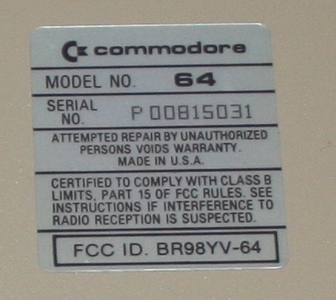 commodore
MODEL NO. 64
SERIAL NO. P 00815031
ATTEMPTED REPAIR BY UNAUTHORIZED
PERSONS VOIDS WARRANTY.
MADE IN U.S.A.
CERTIFIED TO COMPLY WITH CLASS B
LIMITS, PART 15 OF FCC RULES. SEE
INSTRUCTIONS IF INTERFERENCE TO
RADIO RECEPTION IS SUSPECTED.
FCC ID. BR98YV-64